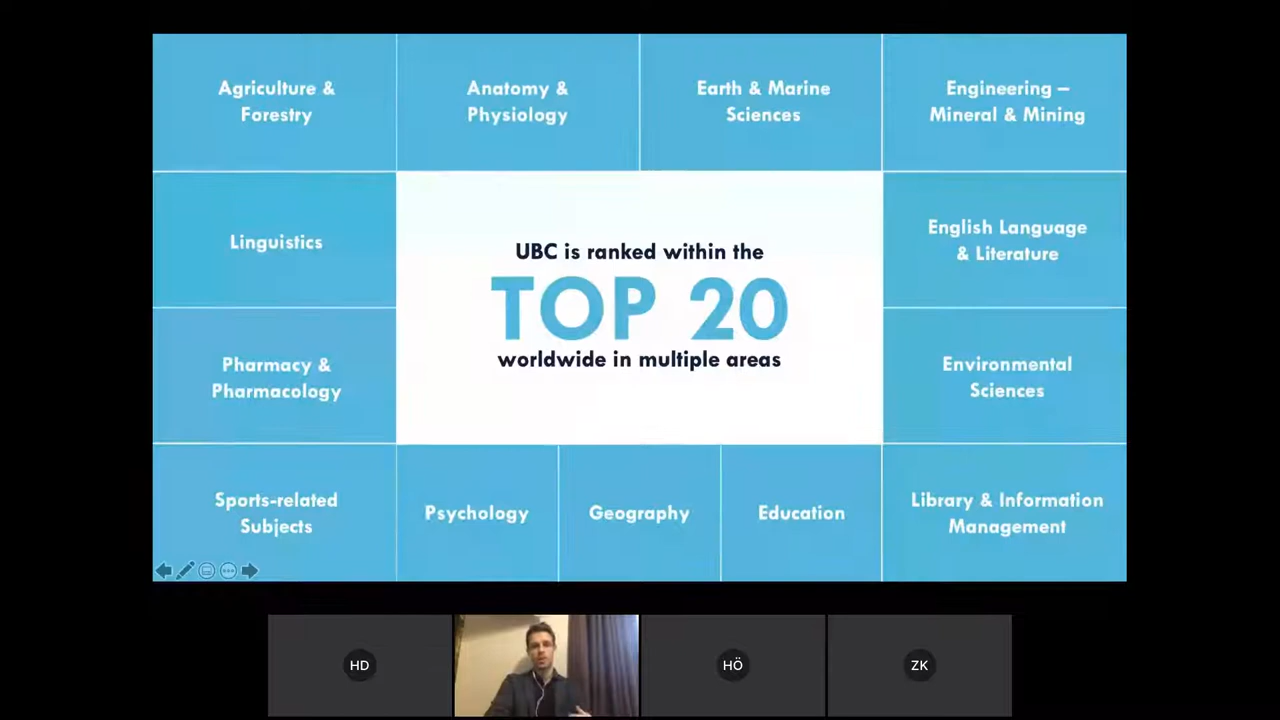 Agriculture &
Forestry
Anatomy &
Physiology
Earth & Marine
Sciences
Engineering –
Mineral & Mining
Linguistics
UBC is ranked within the
TOP 20
worldwide in multiple areas
English Language
& Literature
Pharmacy &
Pharmacology
Environmental
Sciences
Sports-related
Subjects
Psychology
Geography
Education
Library & Information
Management
HD
HÖ
ZK